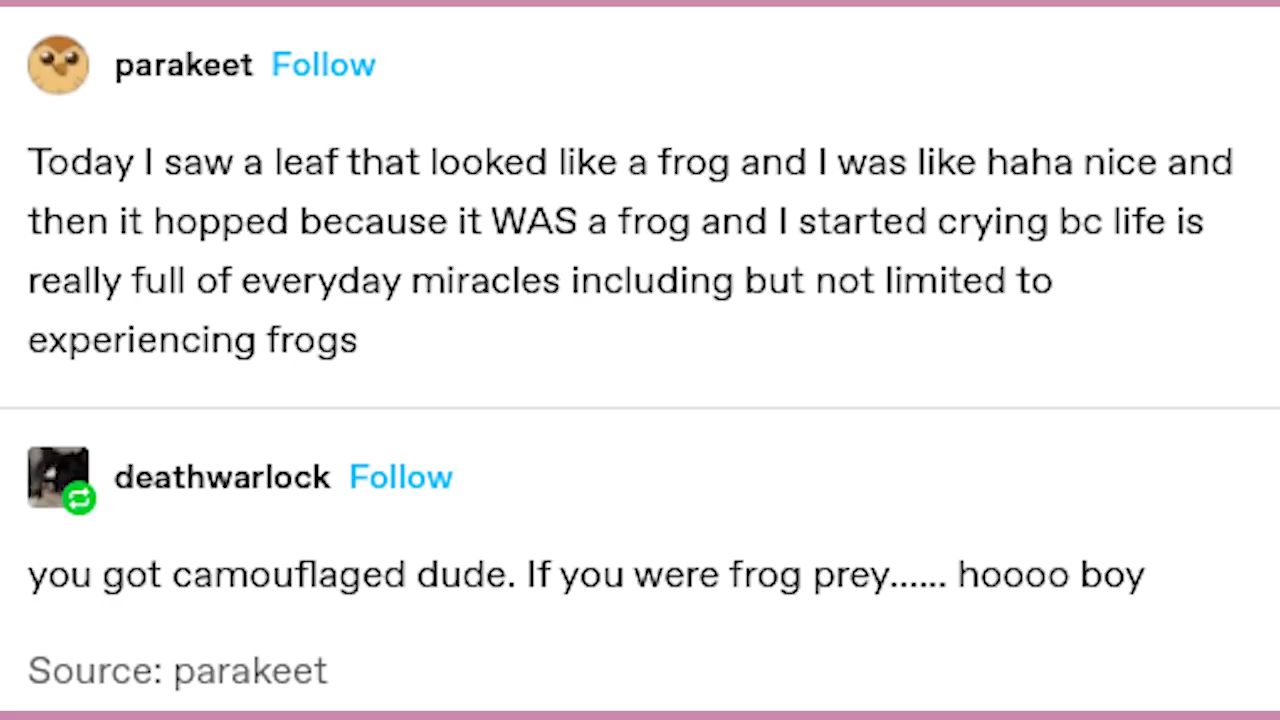 parakeet Follow
Today I saw a leaf that looked like a frog and I was like haha nice and
then it hopped because it WAS a frog and I started crying bc life is
really full of everyday miracles including but not limited to
experiencing frogs
deathwarlock Follow
you got camouflaged dude. If you were frog prey...... hoooo boy
Source: parakeet